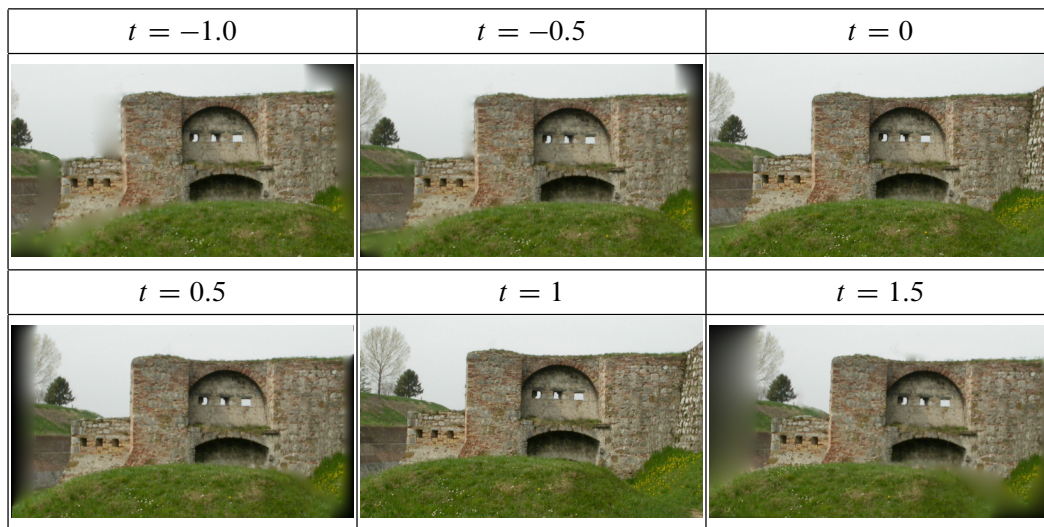 t = −1.0 t = −0.5 t = 0
t = 0.5 t = 1 t = 1.5